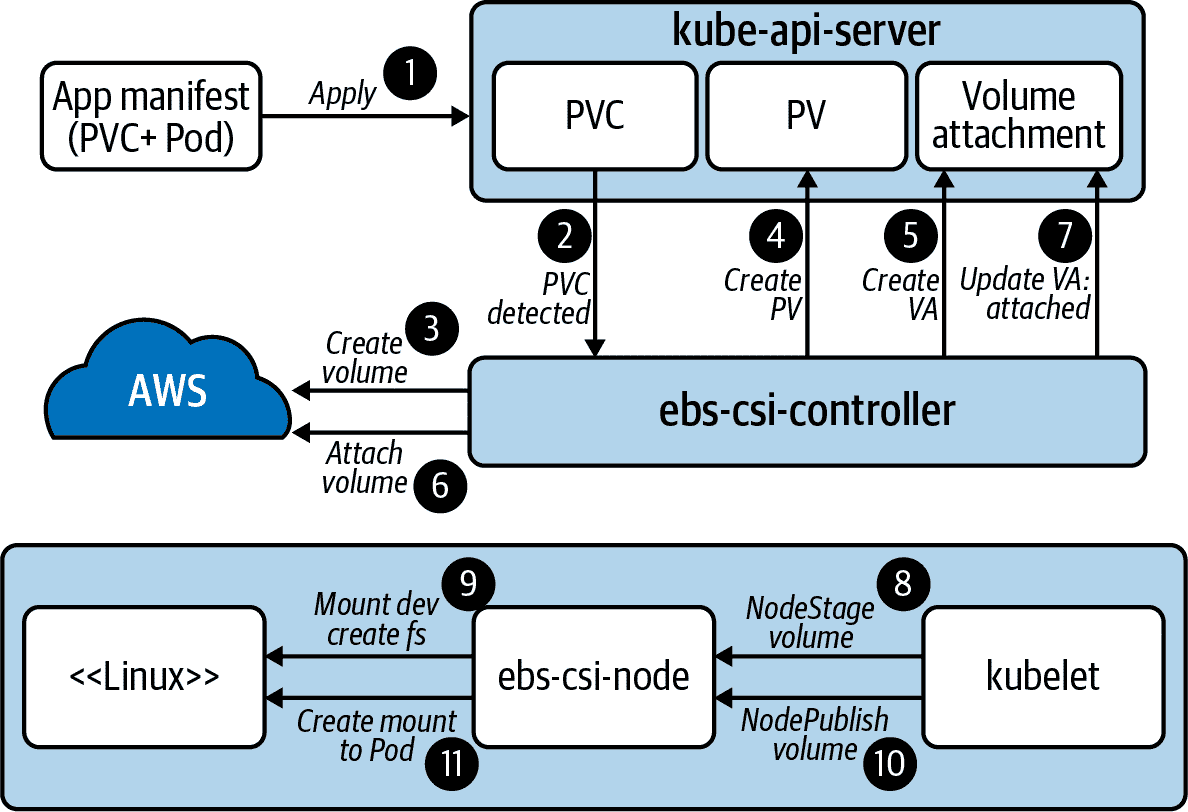 kube-api-server
App manifest
(PVC+ Pod)
Apply
1
PVC
PV
Volume
attachment
2
PVC
detected
4
Create
PV
5
Create
VA
7
Update VA:
attached
3
Create
volume
AWS
ebs-csi-controller
Attach
volume
6
9
Mount dev
create fs
8
NodeStage
volume
<<Linux>>
ebs-csi-node
kubelet
Create mount
to Pod
11
NodePublish
volume
10